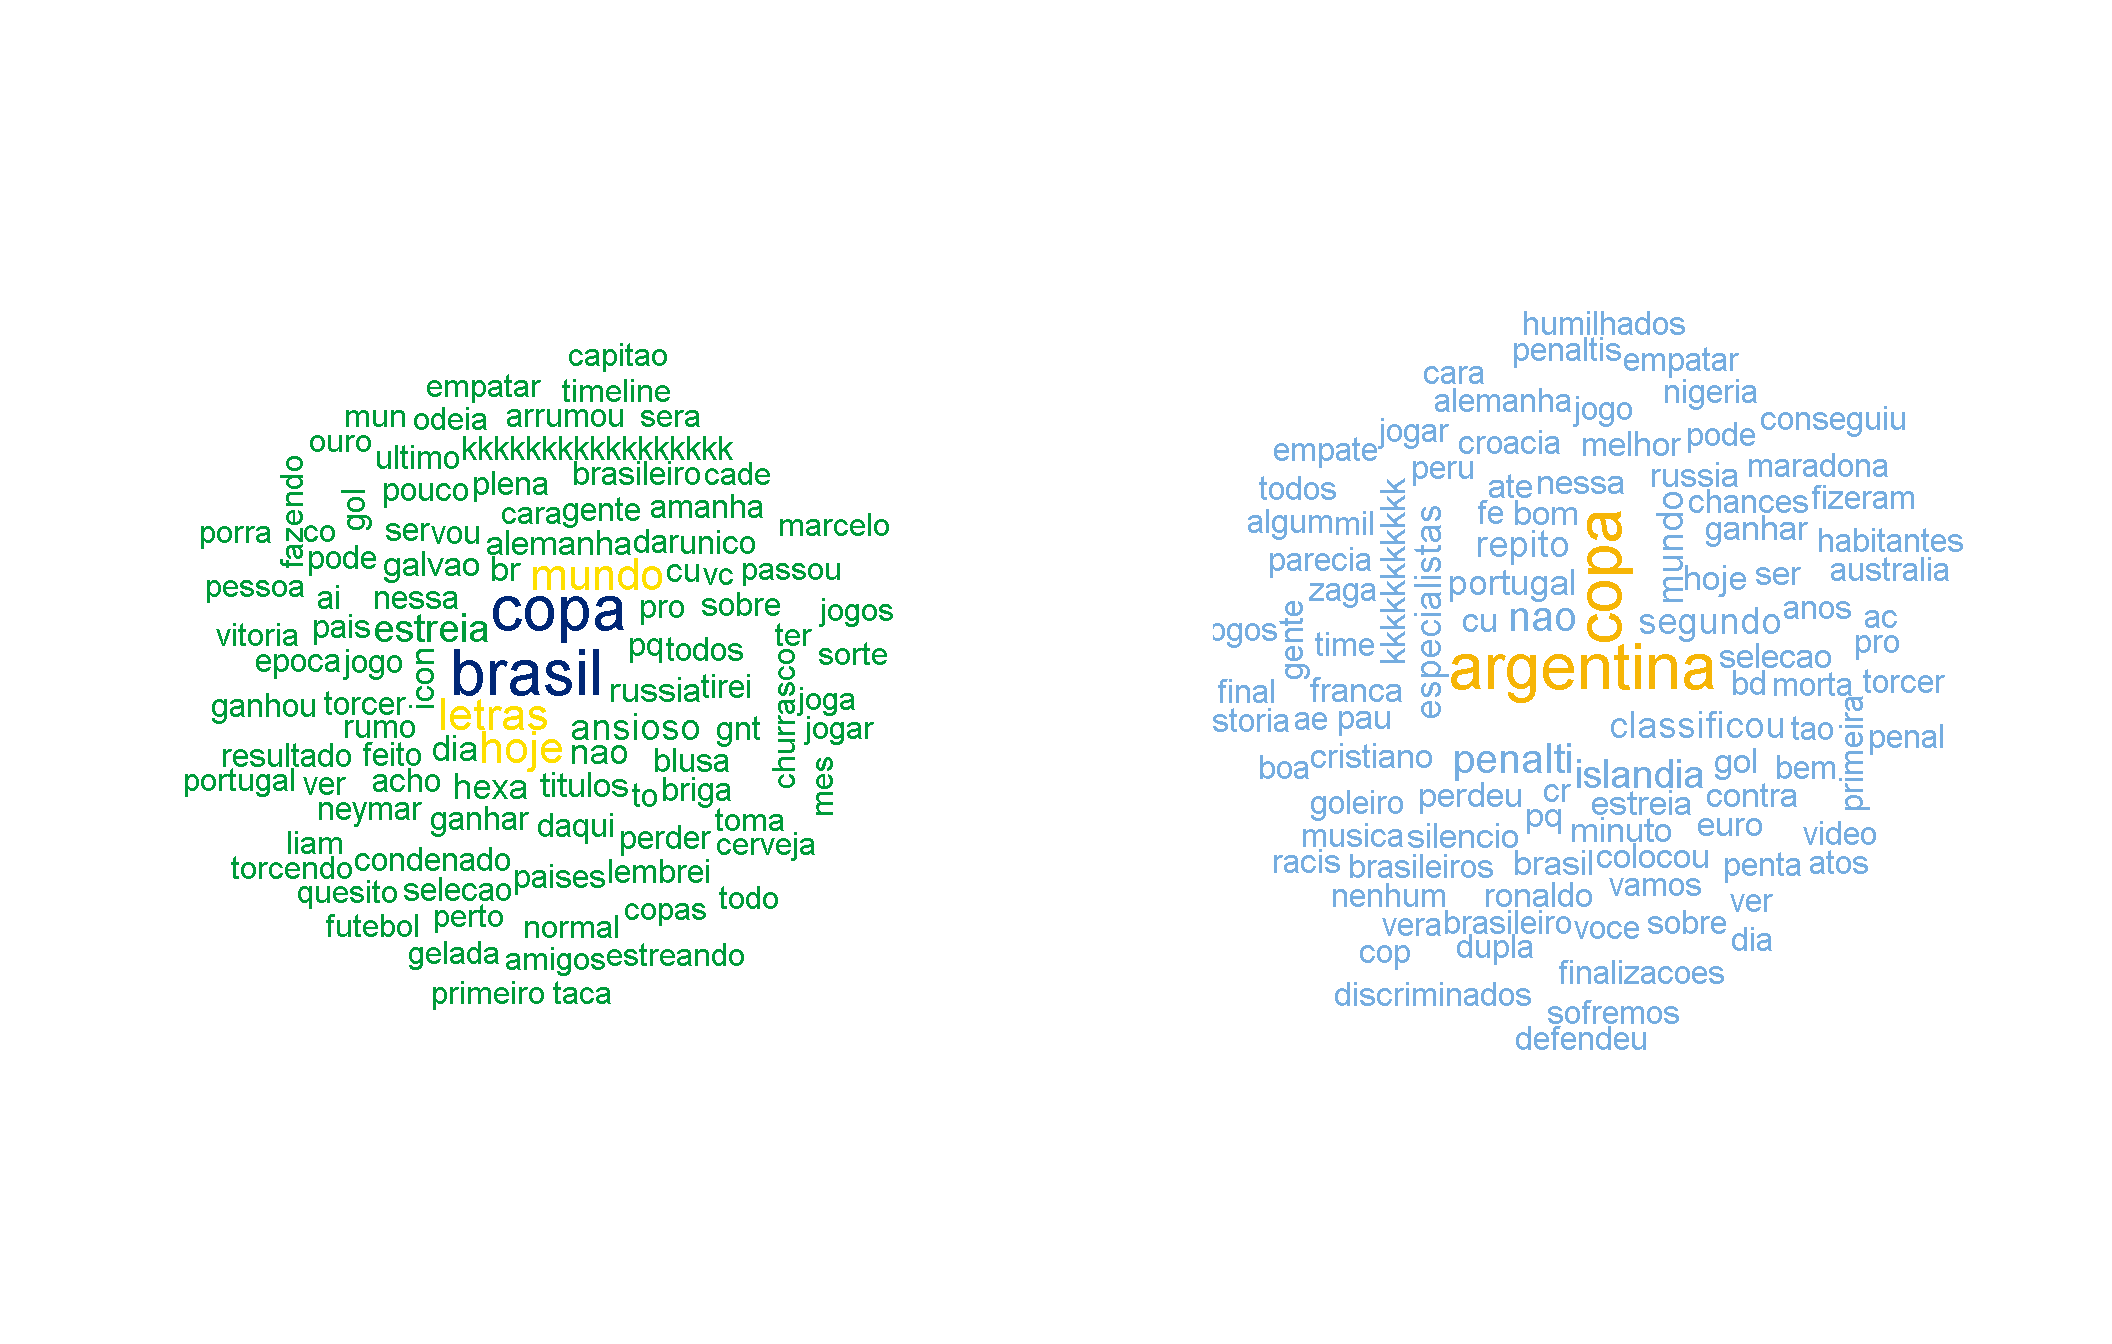 capitao
empatar timeline
mun odeia arrumou sera
ouro ultimo kkkkkkkkkkkkkkkkk
fazendo gol pouco plena brasileiro cade
porra co servou caragente amanha marcelo
pode galvao br alemanhadarunico
pessoa ai nessa mundo cu vc passou
copa pro sobre jogos
vitoria pais estreia pq todos ter
epoca jogo icon brasil russia tirei churrasco sorte
ganhou torcer letras ansioso gnt joga
rumo jogar
resultado feito dia hoje nao blusa mes
portugal ver acho hexa titulos to briga
neymar ganhar daqui perder toma
liam cerveja
torcendo condenado paises lembrei
quesito selecao todo
futebol perto normal copas
gelada amigos estreando
primeiro taca
humilhados
penaltis empatar
cara nigeria
alemanha jogo conseguiu
jogar croacia melhor pode
empate peru russia maradona
todos ate nessa chances fizeram
algum mil kkkkkkkkkk especialistas fe bom copa mundo ganhar
parecia repito habitantes
zaga portugal hoje ser australia
ogos gente time cu nao segundo anos ac
pro
argentina selecao
final franca bd morta torcer
storia ae pau classificou tao primeira penal
boa cristiano penalti islandia gol bem
goleiro perdeu cr estreia contra
musica silencio pq minuto euro video
racis brasileiros brasil colocou penta atos
nenhum ronaldo vamos ver
vera brasileiro voce sobre
cop dupla dia
discriminados finalizacoes
sofremos
defendeu